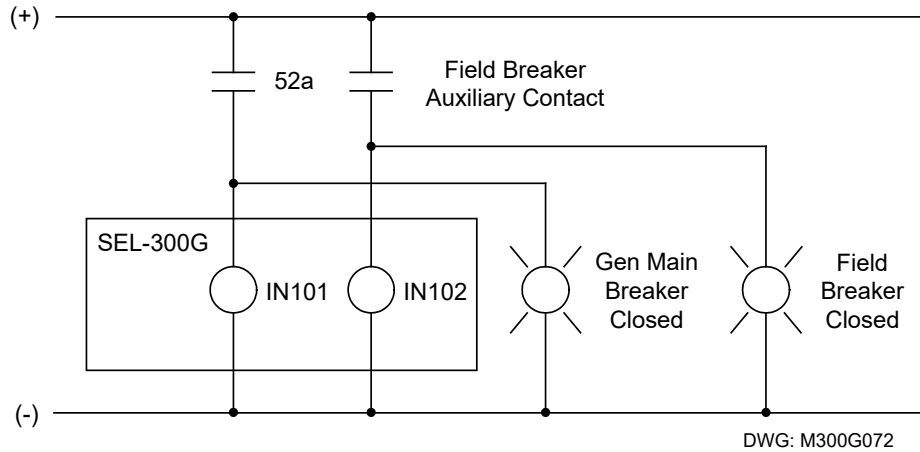 (+)
52a
Field Breaker
Auxiliary Contact
SEL-300G
IN101
IN102
Gen Main
Breaker
Closed
Field
Breaker
Closed
(-)
DWG: M300G072